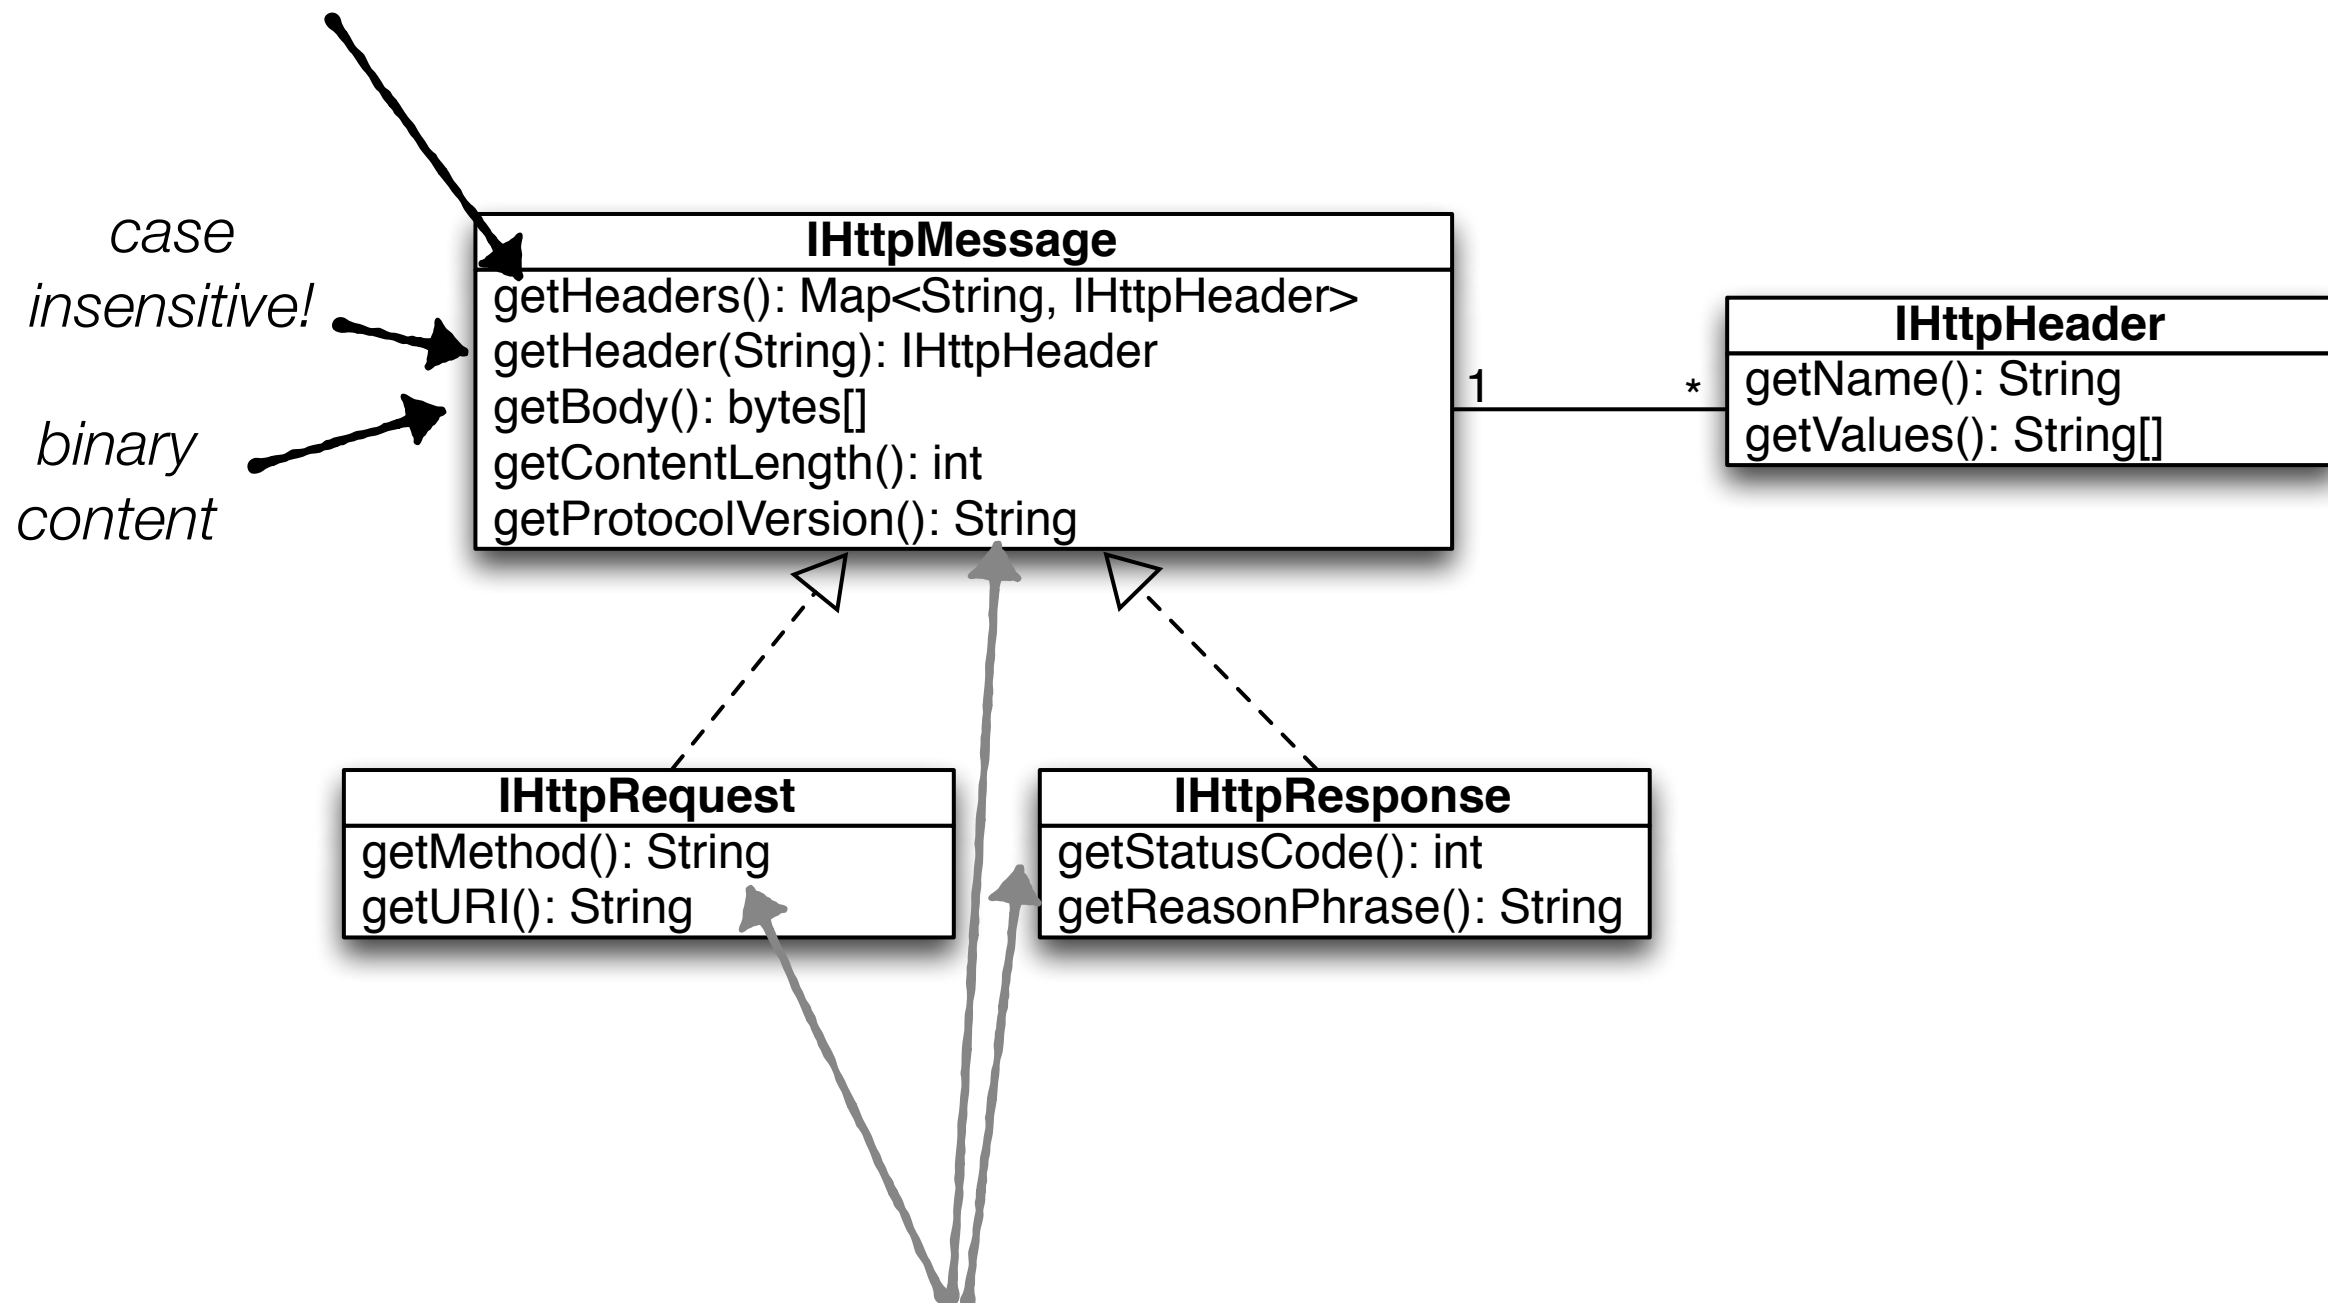 case
insensitive!
binary
content
IHttpMessage
getHeaders(): Map<String, IHttpHeader>
getHeader(String): IHttpHeader
getBody(): bytes[]
getContentLength(): int
getProtocolVersion(): String
1
*
IHttpHeader
getName(): String
getValues(): String[]
IHttpRequest
getMethod(): String
getURI(): String
IHttpResponse
getStatusCode(): int
getReasonPhrase(): String